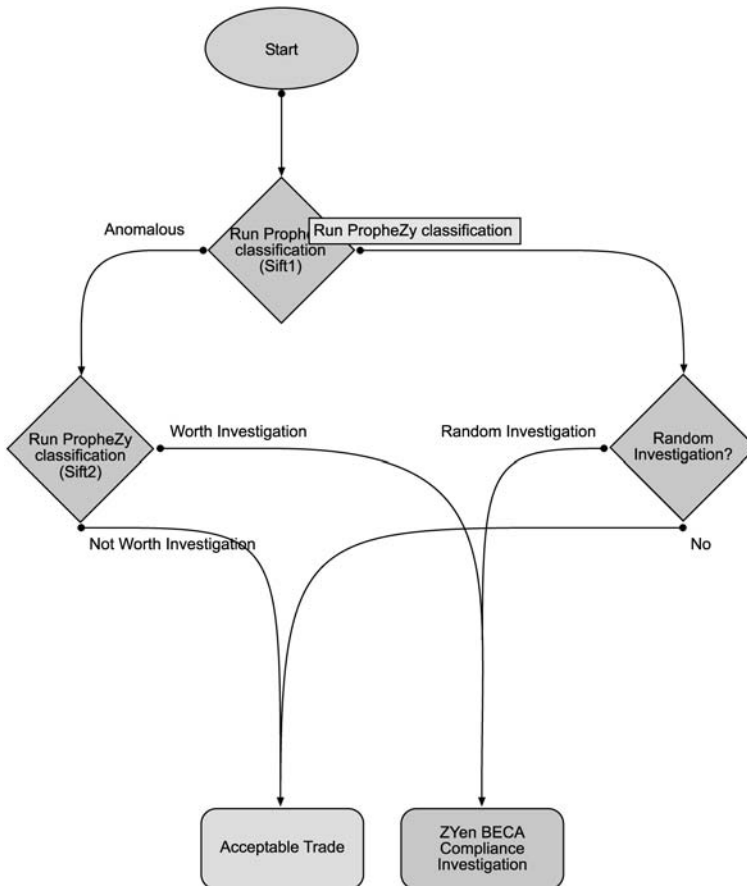 Start
Anomalous
Run Prophe
classification
(Sift1)
Run PropheZy classification
Run PropheZy
classification
(Sift2)
Worth Investigation
Random Investigation
Random
Investigation?
Not Worth Investigation
No
Acceptable Trade
ZYen BECA
Compliance
Investigation